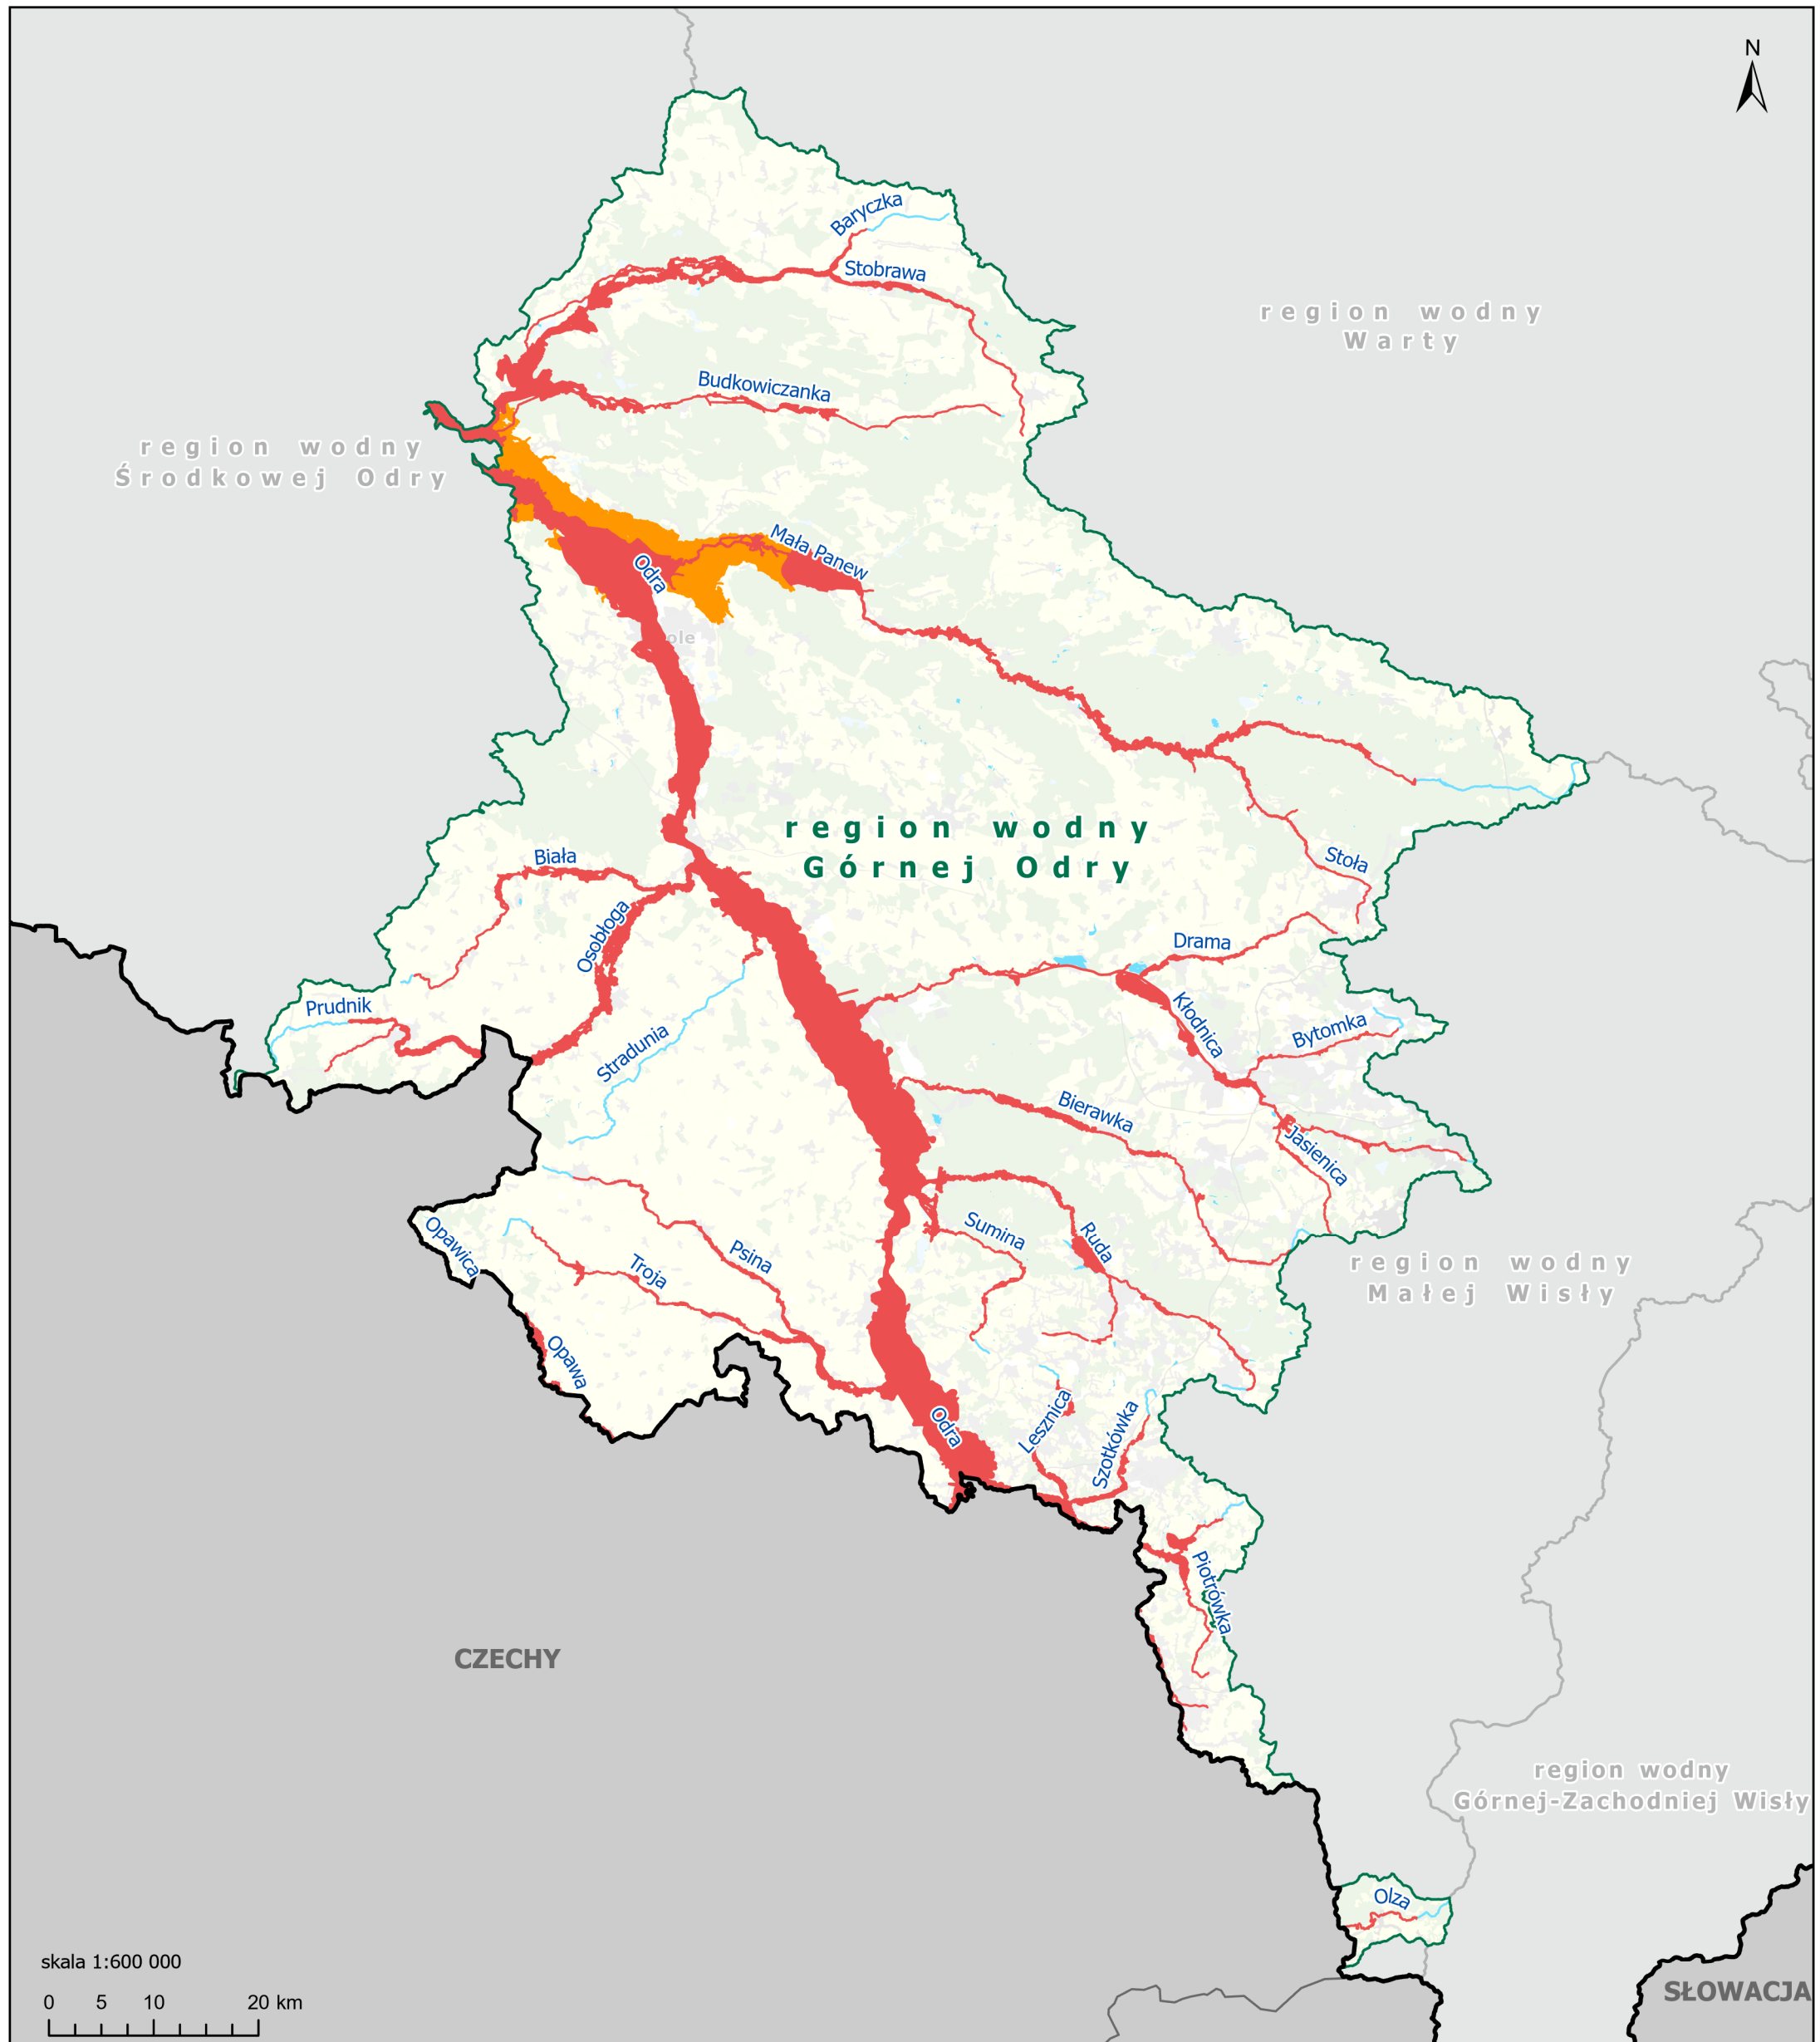 N
Baryczka
Stobrawa
region wodny
Warty
Budkowiczanka
region wodny
Środkowej Odry
Mała Panew
Odra
ole
region wodny
Górnej Odry
Biała
Stoła
Osobłoga
Drama
Prudnik
Kłodnica
Bytomka
Stradunia
Bierawka
Jasienica
Opawica
Sumina
Ruda
Psina
Troja
region wodny
Małej Wisły
Opawa
Odra
Lesznica
Szotkówka
Piotrówka
CZECHY
region wodny
Górnej-Zachodniej Wisły
Olza
skala 1:600 000
SŁOWACJA
0 5 10 20 km